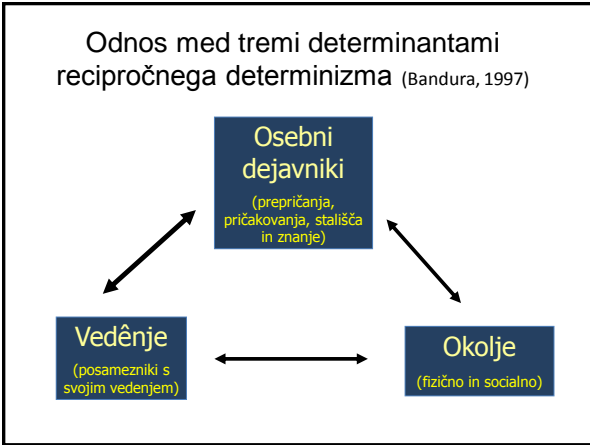 Odnos med tremi determinantami
recipročnega determinizma (Bandura, 1997)
Osebni
dejavniki
(prepričanja,
pričakovanja, stališča
in znanje)
Vedênje
(posamezniki s
svojim vedenjem)
Okolje
(fizično in socialno)